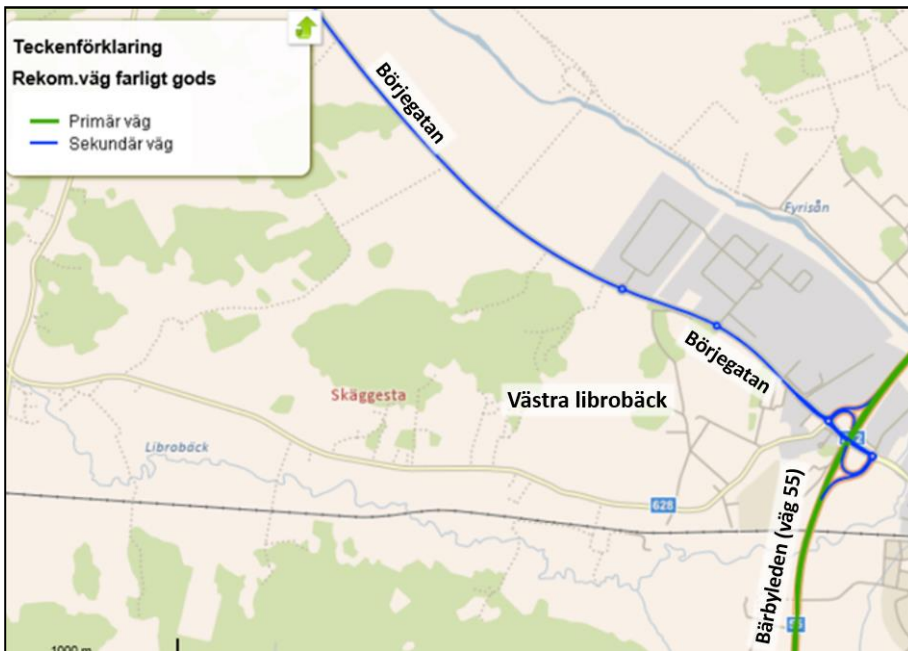 Teckenförklaring
Rekom.väg farligt gods
Primär väg
Sekundär väg
Börjegatan
Fyrisån
Börjegatan
Skäggesta
Västra librobäck
Librobäck
628
Bärbyleden (väg 55)
1000 m